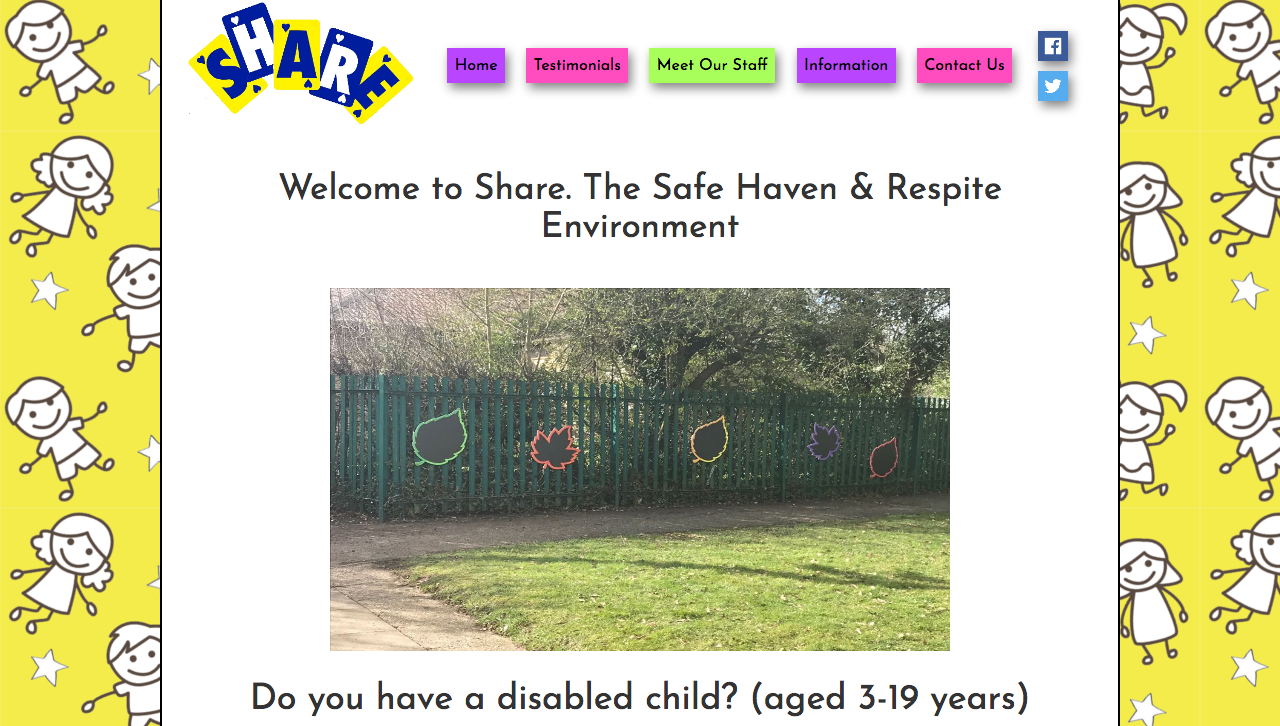 SHARE
Home
Testimonials
Meet Our Staff
Information
Contact Us
Welcome to Share. The Safe Haven & Respite
Environment
Do you have a disabled child? (aged 3-19 years)